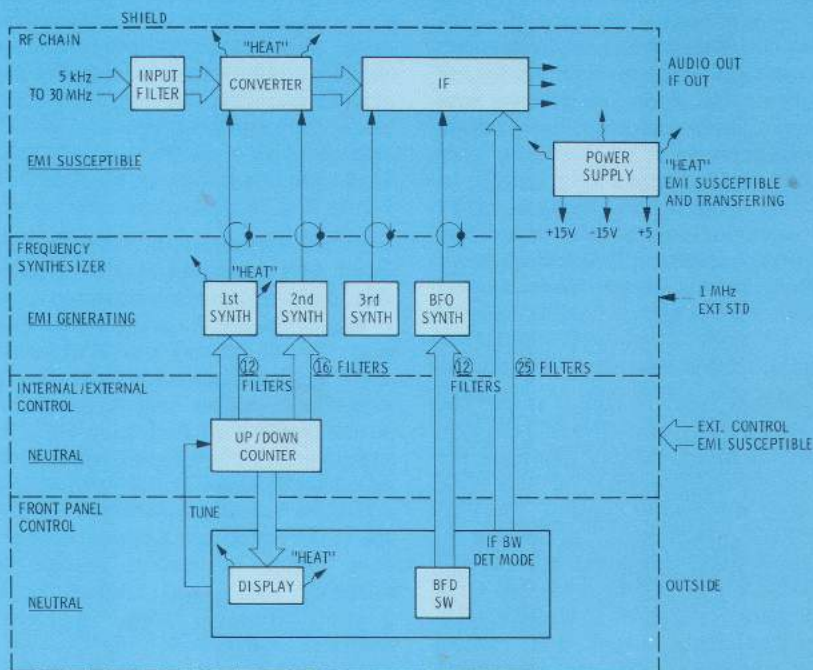 SHIELD
RF CHAIN
5 kHz
TO 30 MHz
INPUT
FILTER
"HEAT"
CONVERTER
IF
AUDIO OUT
IF OUT
EMI SUSCEPTIBLE
POWER
SUPPLY
"HEAT"
EMI SUSCEPTIBLE
AND TRANSFERING
+15V
-15V
+5
FREQUENCY
SYNTHESIZER
"HEAT"
1st
SYNTH
2nd
SYNTH
3rd
SYNTH
BFO
SYNTH
EMI GENERATING
1 MHz
EXT STD
12
FILTERS
16 FILTERS
12
FILTERS
25 FILTERS
INTERNAL/EXTERNAL
CONTROL
UP/DOWN
COUNTER
NEUTRAL
EXT. CONTROL
EMI SUSCEPTIBLE
FRONT PANEL
CONTROL
TUNE
IF BW
DET MODE
"HEAT"
DISPLAY
BFD
SW
NEUTRAL
OUTSIDE